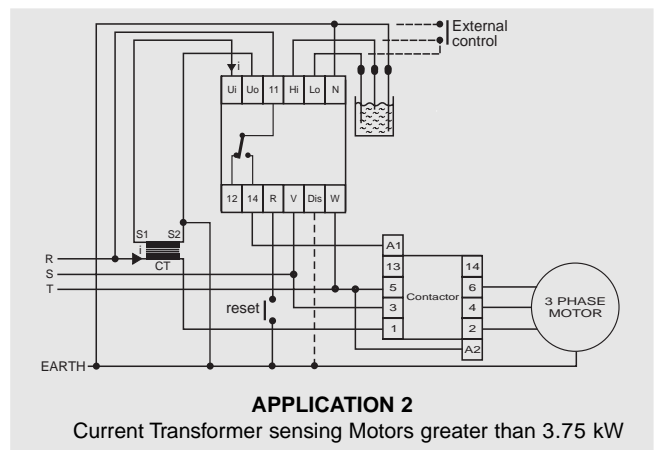 External
control
i
Ui Uo 11 Hi Lo N
12 14 R V Dis W
S1 S2
R
i
S
CT
T
reset
A1
13 14
5 6
Contactor
3 4
1 2
A2
3 PHASE
MOTOR
EARTH
APPLICATION 2
Current Transformer sensing Motors greater than 3.75 kW